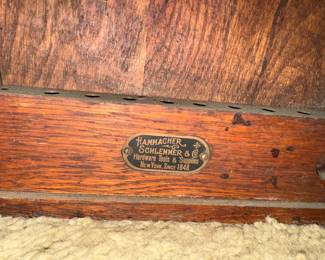 HAMMACHER
SCHLEMMER & Co
Hardware Tools & Supplies
NEW YORK, SINCE 1848